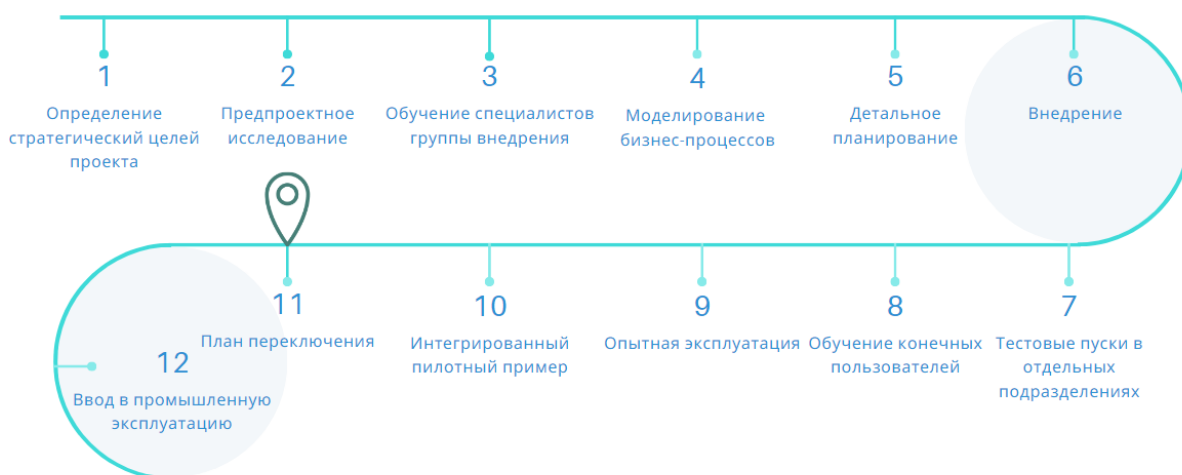 1
Определение
стратегический целей
проекта
2
Предпроектное
исследование
3
Обучение специалистов
группы внедрения
4
Моделирование
бизнес-процессов
5
Детальное
планирование
6
Внедрение
7
Тестовые пуски в
отдельных
подразделениях
8
Обучение конечных
пользователей
9
Опытная эксплуатация
10
Интегрированный
пилотный пример
11
План переключения
12
Ввод в промышленную
эксплуатацию